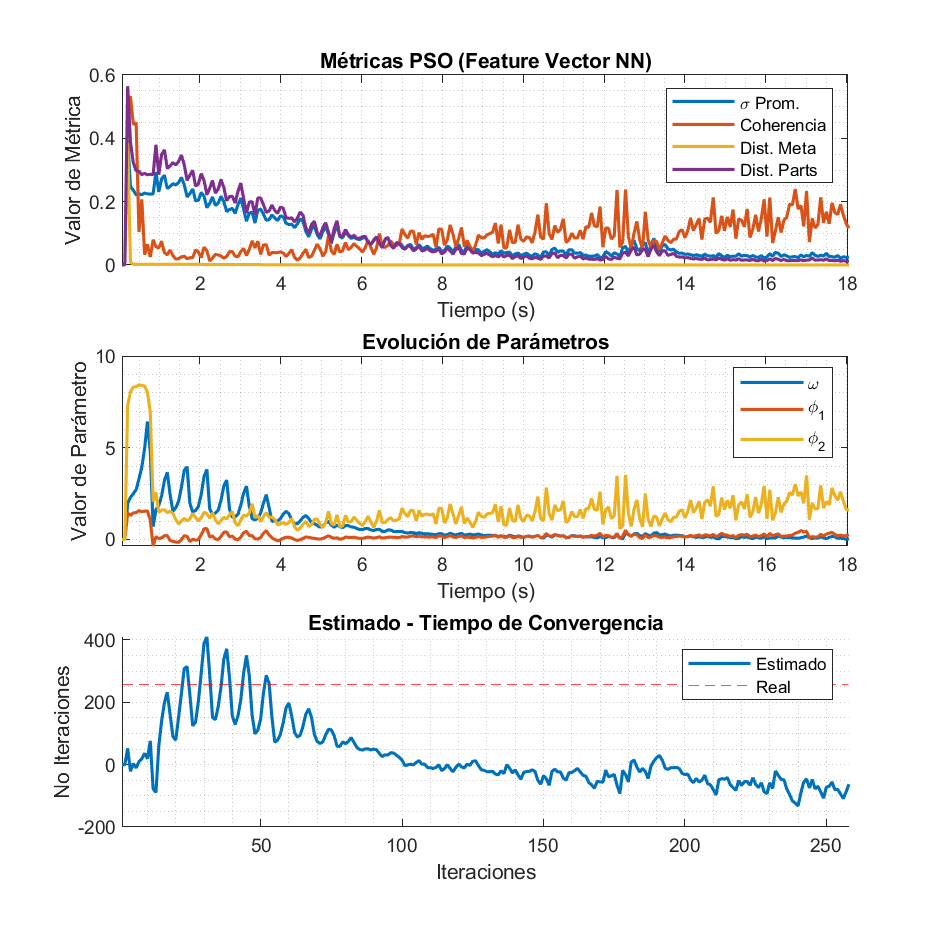 Métricas PSO (Feature Vector NN)
0.6
0.4
0.2
0
Valor de Métrica
σ Prom.
Coherencia
Dist. Meta
Dist. Parts
2 4 6 8 10 12 14 16 18
Tiempo (s)
Evolución de Parámetros
10
5
0
Valor de Parámetro
ω
ϕ₁
ϕ₂
2 4 6 8 10 12 14 16 18
Tiempo (s)
Estimado - Tiempo de Convergencia
400
200
0
-200
No Iteraciones
Estimado
Real
50 100 150 200 250
Iteraciones